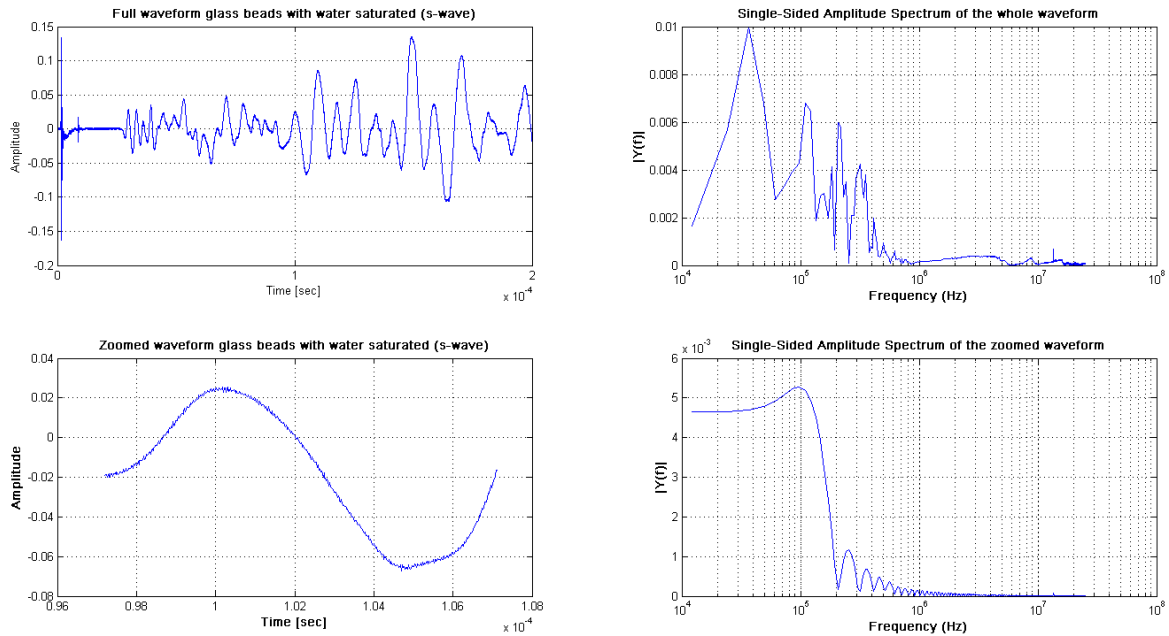 Full waveform glass beads with water saturated (s-wave)
0.15
0.1
0.05
0
-0.05
-0.1
-0.15
-0.2
Amplitude
0 1 2
Time [sec]
x 10^-4
Single-Sided Amplitude Spectrum of the whole waveform
0.01
0.008
0.006
0.004
0.002
0
|Y(f)|
10^4 10^5 10^6 10^7 10^8
Frequency (Hz)
Zoomed waveform glass beads with water saturated (s-wave)
0.04
0.02
0
-0.02
-0.04
-0.06
-0.08
Amplitude
0.96 0.98 1 1.02 1.04 1.06 1.08
Time [sec]
x 10^-4
Single-Sided Amplitude Spectrum of the zoomed waveform
x 10^-3
6
5
4
3
2
1
0
|Y(f)|
10^4 10^5 10^6 10^7 10^8
Frequency (Hz)